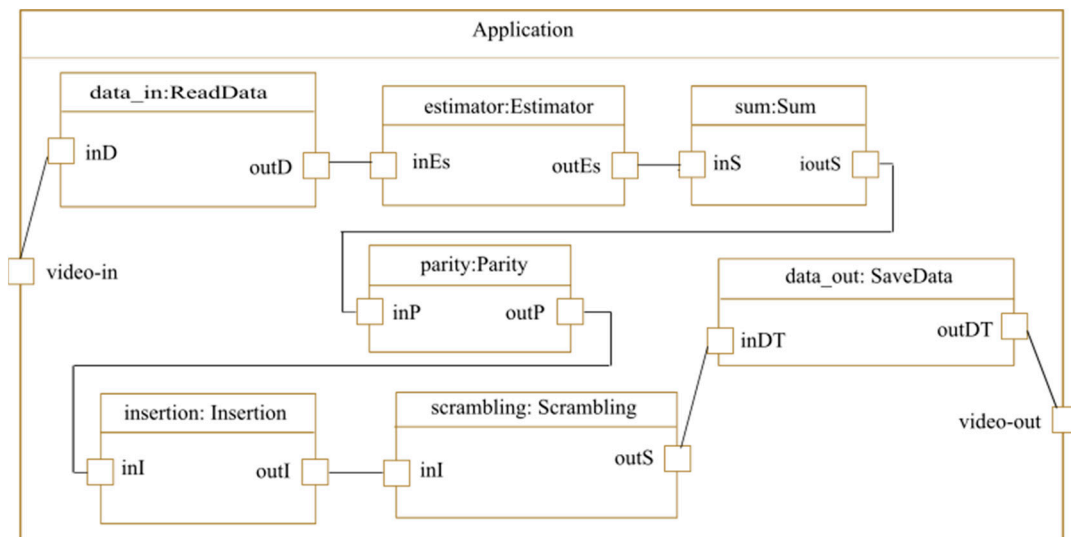 Application
data_in:ReadData
inD
outD
estimator:Estimator
inEs
outEs
sum:Sum
inS
ioutS
video-in
parity:Parity
inP
outP
data_out: SaveData
inDT
outDT
insertion: Insertion
inI
outI
scrambling: Scrambling
inI
outS
video-out